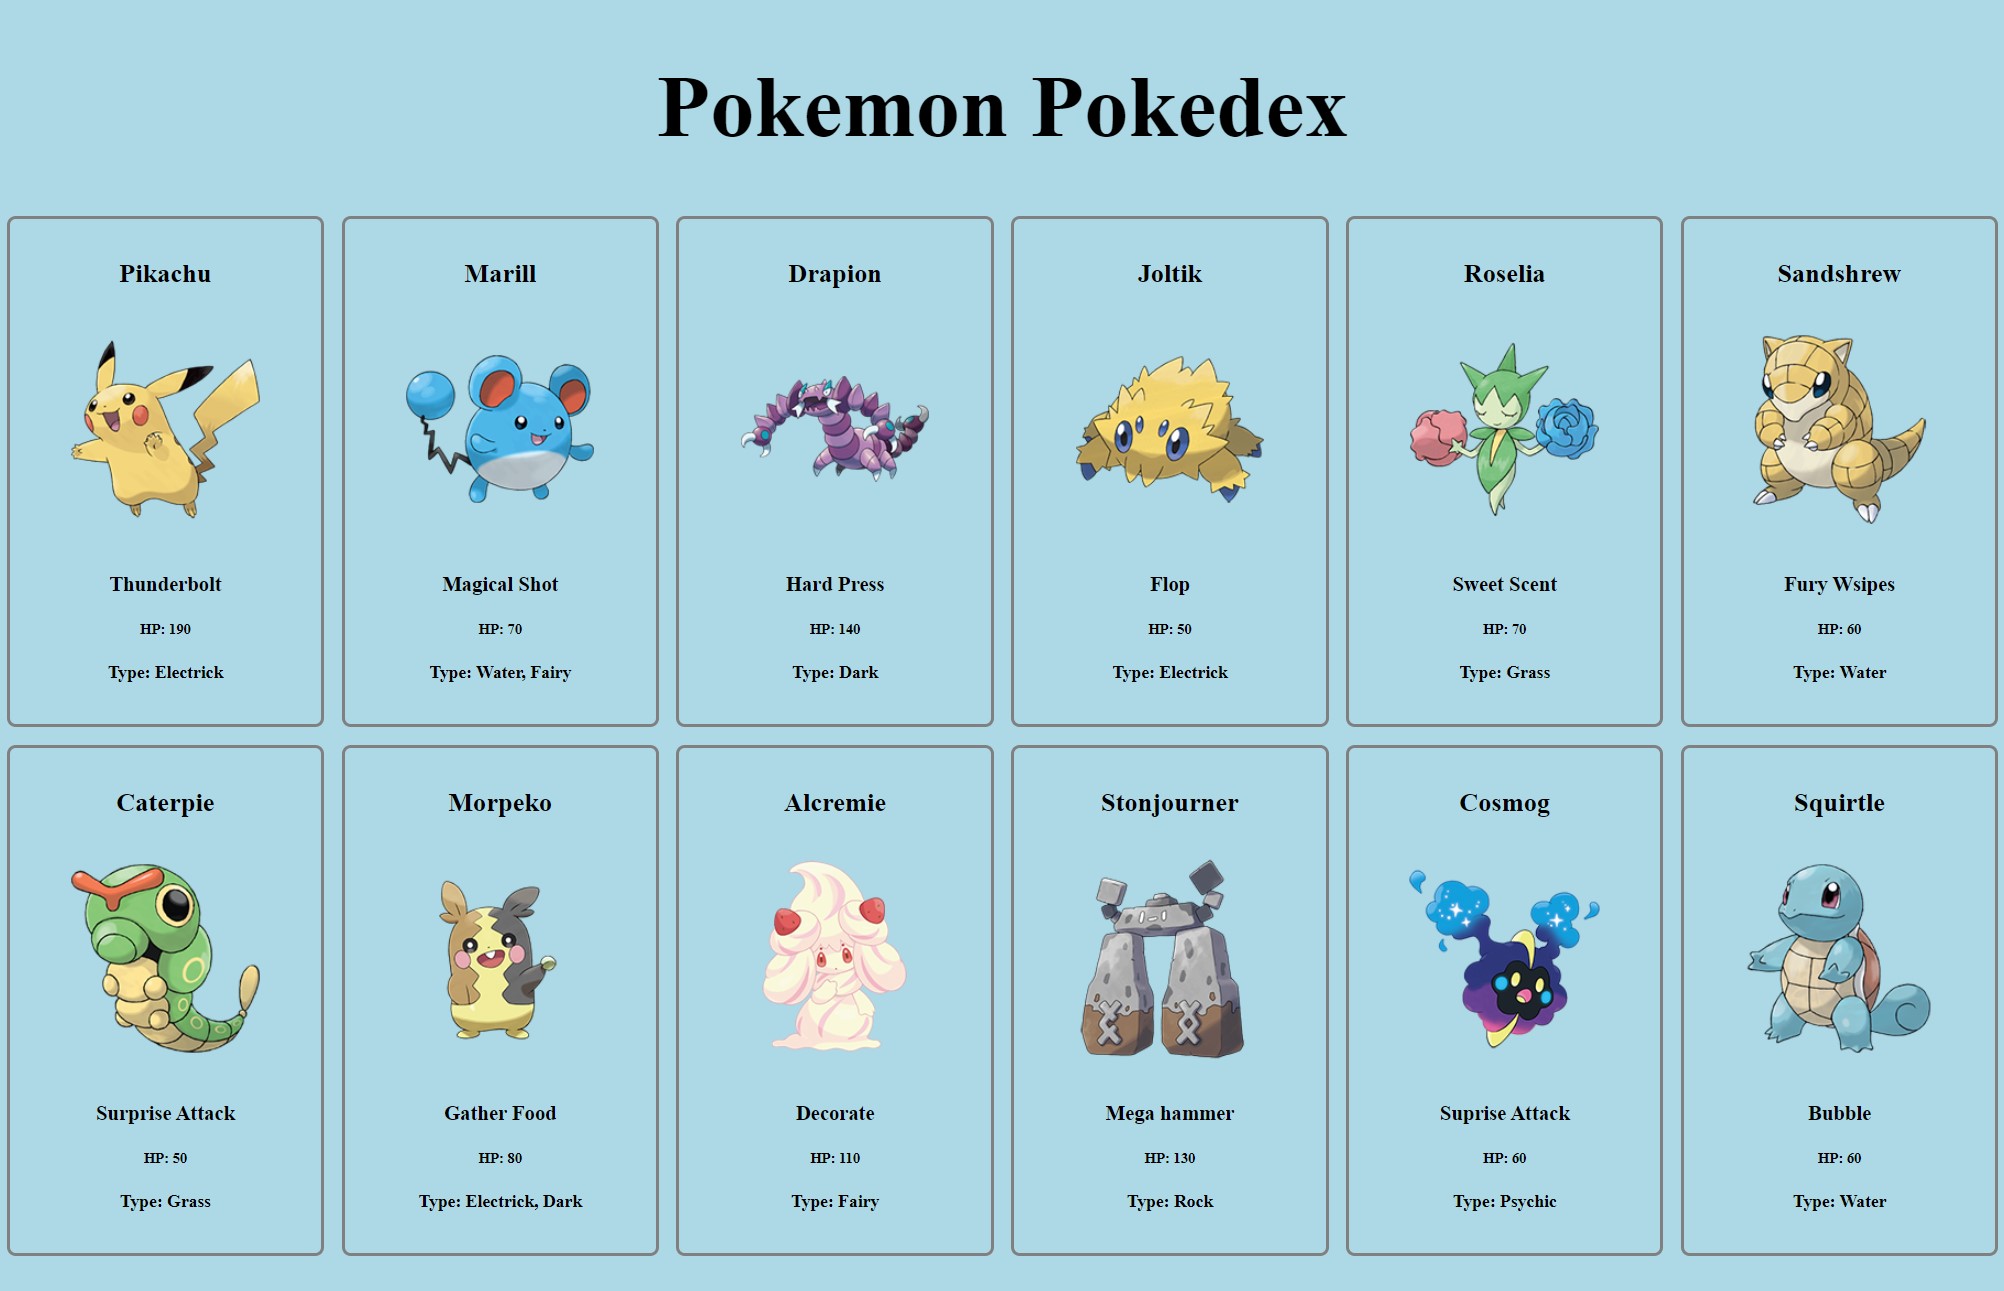 Pokemon Pokedex
Pikachu
Thunderbolt
HP: 190
Type: Electrick
Marill
Magical Shot
HP: 70
Type: Water, Fairy
Drapion
Hard Press
HP: 140
Type: Dark
Joltik
Flop
HP: 50
Type: Electrick
Roselia
Sweet Scent
HP: 70
Type: Grass
Sandshrew
Fury Wsipes
HP: 60
Type: Water
Caterpie
Surprise Attack
HP: 50
Type: Grass
Morpeko
Gather Food
HP: 80
Type: Electrick, Dark
Alcremie
Decorate
HP: 110
Type: Fairy
Stonjourner
Mega hammer
HP: 130
Type: Rock
Cosmog
Suprise Attack
HP: 60
Type: Psychic
Squirtle
Bubble
HP: 60
Type: Water